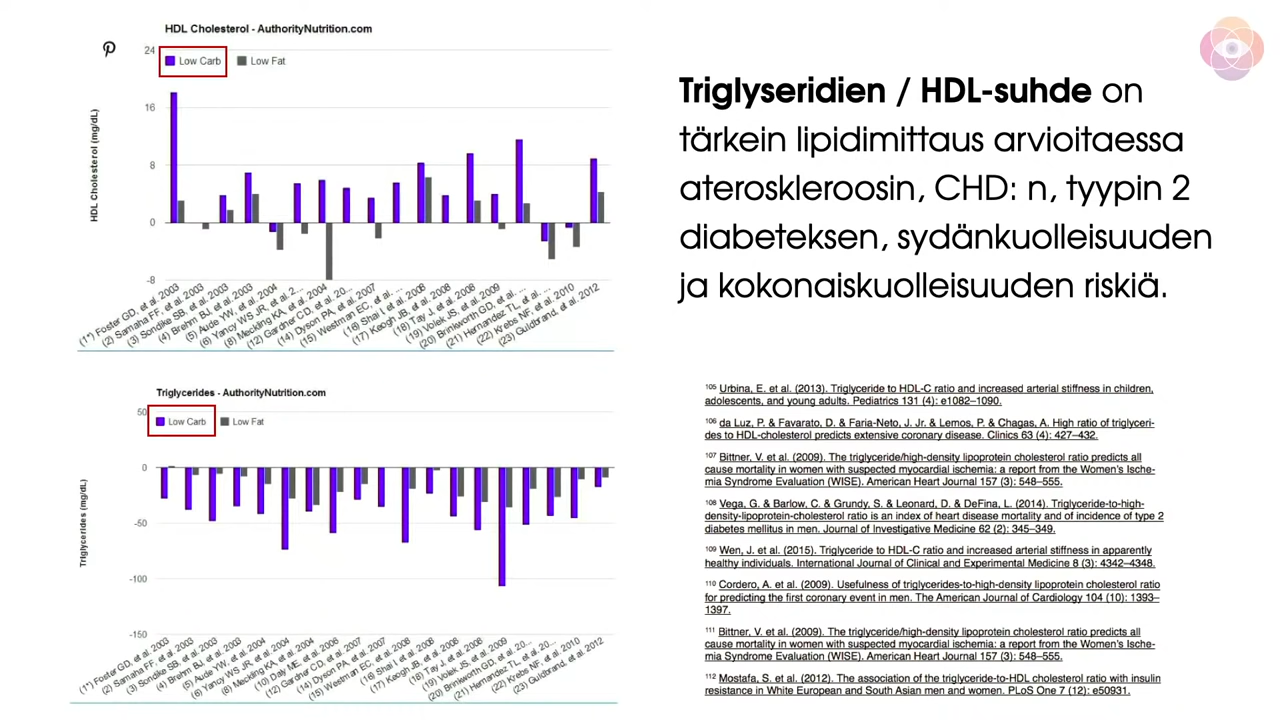 HDL Cholesterol - AuthorityNutrition.com
Low Carb
Low Fat
HDL Cholesterol (mg/dL)
24
16
8
0
-8
(1*) Foster GD, et al. 2003
(2) Samaha FF, et al. 2003
(3) Sondike SB, et al. 2003
(4) Brehm BJ, et al. 2003
(5) Aude YW, et al. 2004
(6) Yancy WS JR, et al. 2...
(8) Meckling KA, et al. 2004
(12) Gardner CD, et al. 20...
(14) Dyson PA, et al. 2007
(15) Westman EC, et al. ...
(16) Shai I, et al. 2008
(17) Keogh JB, et al. 2008
(18) Tay J, et al. 2008
(19) Volek JS, et al. 2009
(20) Brinkworth GD, et al. ...
(21) Hernandez TL, et al. ...
(22) Krebs NF, et al. 2010
(23) Guldbrand, et al. 2012
Triglyseridien / HDL-suhde on
tärkein lipidimittaus arvioitaessa
ateroskleroosin, CHD: n, tyypin 2
diabeteksen, sydänkuolleisuuden
ja kokonaiskuolleisuuden riskiä.
Triglycerides - AuthorityNutrition.com
Low Carb
Low Fat
Triglycerides (mg/dL)
50
0
-50
-100
-150
(1*) Foster GD, et al. 2003
(2) Samaha FF, et al. 2003
(3) Sondike SB, et al. 2003
(4) Brehm BJ, et al. 2003
(5) Aude YW, et al. 2004
(6) Yancy WS JR, et al. 2004
(8) Meckling KA, et al. 2004
(10) Daly ME, et al. 2006
(12) Gardner CD, et al. 2007
(14) Dyson PA, et al. 2007
(15) Westman EC, et al. 2008
(16) Shai I, et al. 2008
(17) Keogh JB, et al. 2008
(18) Tay J, et al. 2008
(19) Volek JS, et al. 2009
(20) Brinkworth GD, et al. 20...
(21) Hernandez TL, et al. 20...
(22) Krebs NF, et al. 2010
(23) Guldbrand, et al. 2012
105 Urbina, E. et al. (2013). Triglyceride to HDL-C ratio and increased arterial stiffness in children,
adolescents, and young adults. Pediatrics 131 (4): e1082–1090.
106 da Luz, P. & Favarato, D. & Faria-Neto, J. Jr. & Lemos, P. & Chagas, A. High ratio of triglyceri-
des to HDL-cholesterol predicts extensive coronary disease. Clinics 63 (4): 427–432.
107 Bittner, V. et al. (2009). The triglyceride/high-density lipoprotein cholesterol ratio predicts all
cause mortality in women with suspected myocardial ischemia: a report from the Women's Ische-
mia Syndrome Evaluation (WISE). American Heart Journal 157 (3): 548–555.
108 Vega, G. & Barlow, C. & Grundy, S. & Leonard, D. & DeFina, L. (2014). Triglyceride-to-high-
density-lipoprotein-cholesterol ratio is an index of heart disease mortality and of incidence of type 2
diabetes mellitus in men. Journal of Investigative Medicine 62 (2): 345–349.
109 Wen, J. et al. (2015). Triglyceride to HDL-C ratio and increased arterial stiffness in apparently
healthy individuals. International Journal of Clinical and Experimental Medicine 8 (3): 4342–4348.
110 Cordero, A. et al. (2009). Usefulness of triglycerides-to-high-density lipoprotein cholesterol ratio
for predicting the first coronary event in men. The American Journal of Cardiology 104 (10): 1393–
1397.
111 Bittner, V. et al. (2009). The triglyceride/high-density lipoprotein cholesterol ratio predicts all
cause mortality in women with suspected myocardial ischemia: a report from the Women's Ische-
mia Syndrome Evaluation (WISE). American Heart Journal 157 (3): 548–555.
112 Mostafa, S. et al. (2012). The association of the triglyceride-to-HDL cholesterol ratio with insulin
resistance in White European and South Asian men and women. PLoS One 7 (12): e50931.